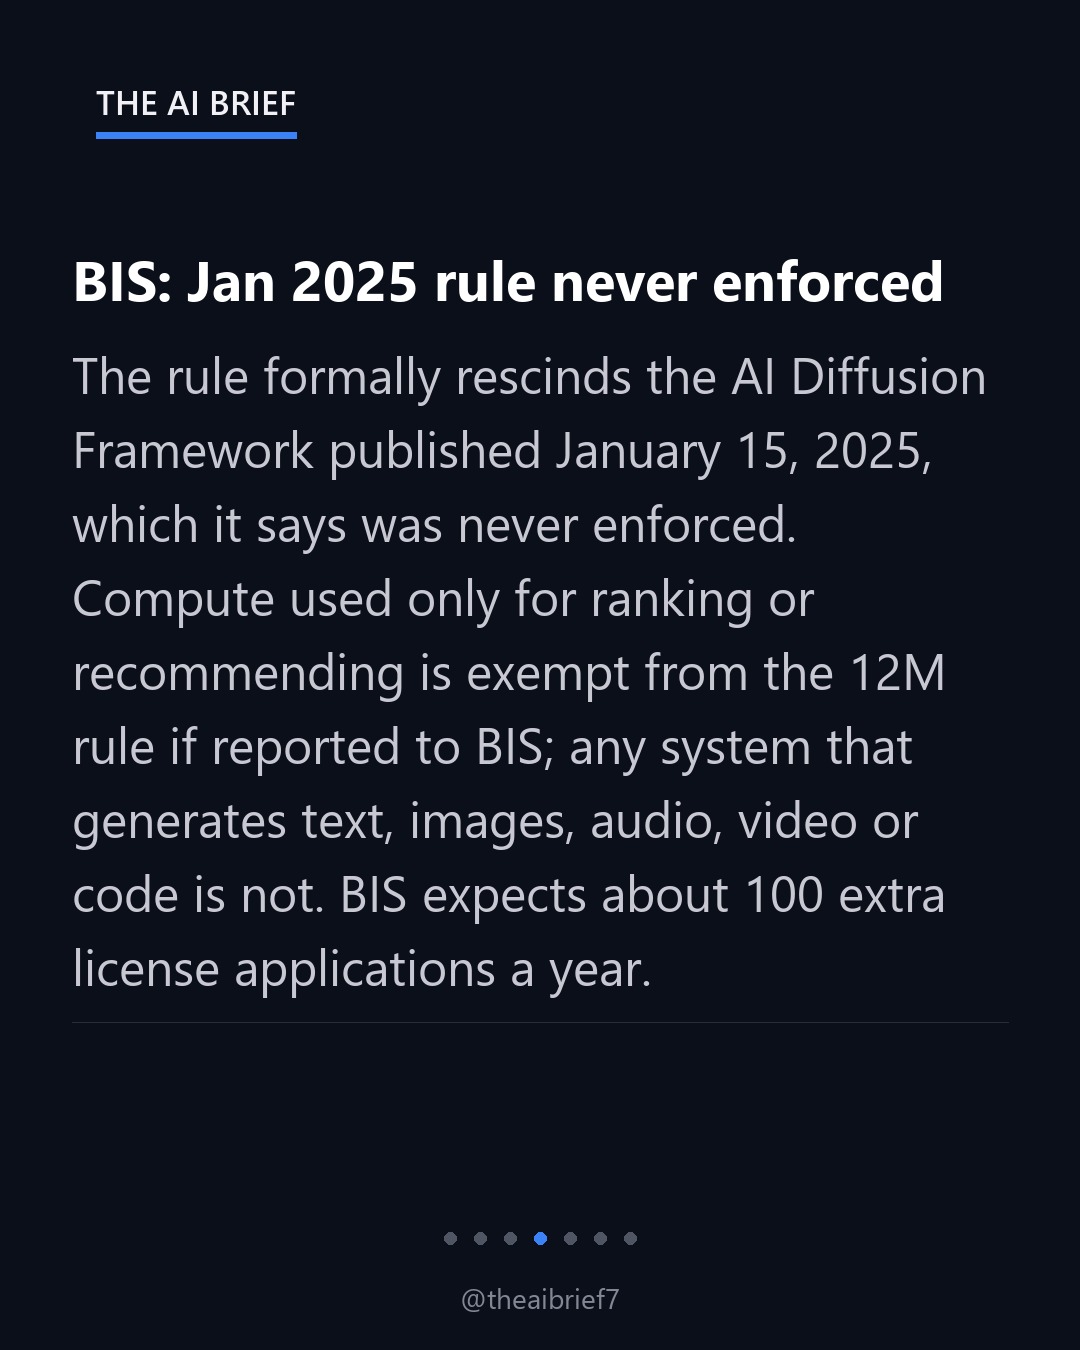 THE AI BRIEF
BIS: Jan 2025 rule never enforced
The rule formally rescinds the AI Diffusion
Framework published January 15, 2025,
which it says was never enforced.
Compute used only for ranking or
recommending is exempt from the 12M
rule if reported to BIS; any system that
generates text, images, audio, video or
code is not. BIS expects about 100 extra
license applications a year.
@theaibrief7